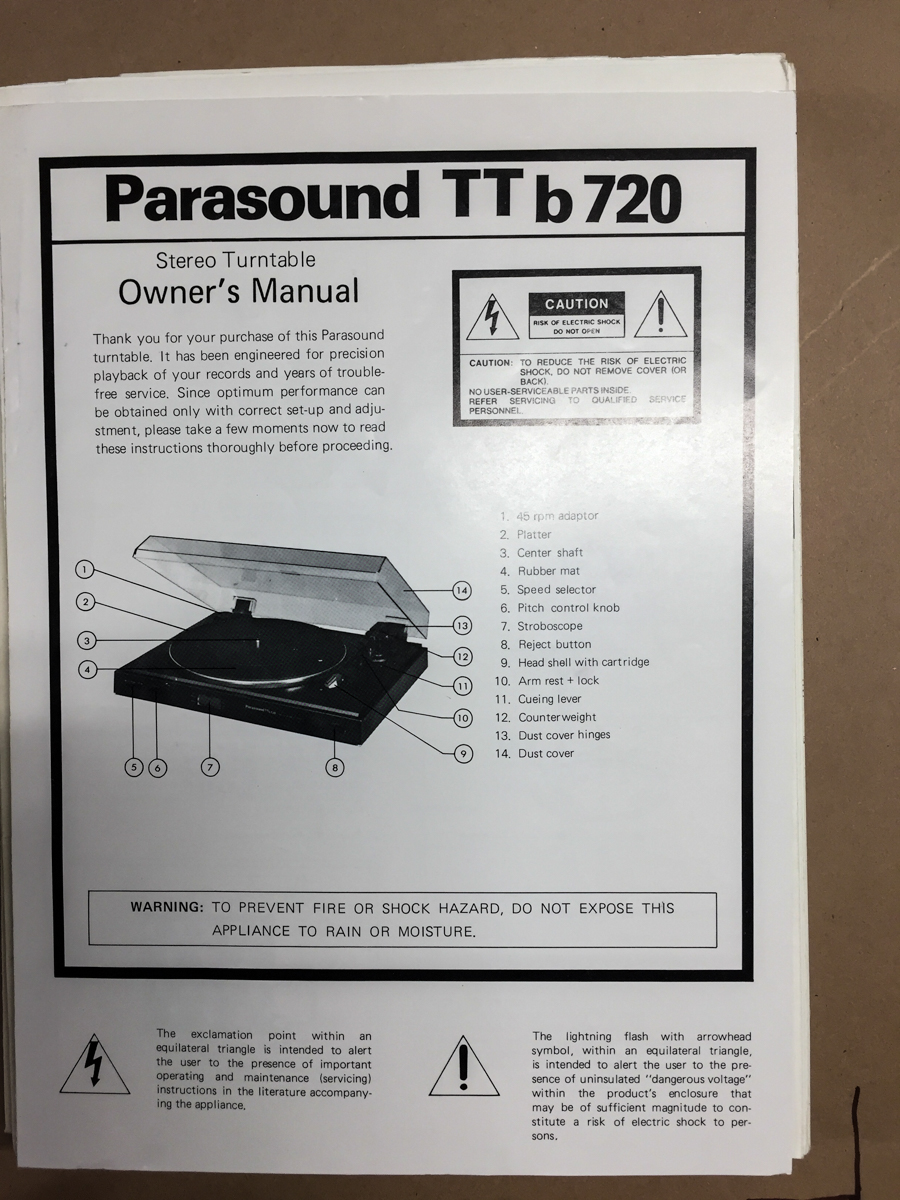 Parasound TT b 720
Stereo Turntable
Owner's Manual
Thank you for your purchase of this Parasound
turntable. It has been engineered for precision
playback of your records and years of trouble-
free service. Since optimum performance can
be obtained only with correct set-up and adju-
stment, please take a few moments now to read
these instructions thoroughly before proceeding.
CAUTION
RISK OF ELECTRIC SHOCK
DO NOT OPEN
CAUTION: TO REDUCE THE RISK OF ELECTRIC
SHOCK, DO NOT REMOVE COVER (OR
BACK).
NO USER-SERVICEABLE PARTS INSIDE
REFER SERVICING TO QUALIFIED SERVICE
PERSONNEL.
1
2
3
4
5
6
7
8
9
10
11
12
13
14
1. 45 rpm adaptor
2. Platter
3. Center shaft
4. Rubber mat
5. Speed selector
6. Pitch control knob
7. Stroboscope
8. Reject button
9. Head shell with cartridge
10. Arm rest + lock
11. Cueing lever
12. Counterweight
13. Dust cover hinges
14. Dust cover
WARNING: TO PREVENT FIRE OR SHOCK HAZARD, DO NOT EXPOSE THIS
APPLIANCE TO RAIN OR MOISTURE.
The exclamation point within an
equilateral triangle is intended to alert
the user to the presence of important
operating and maintenance (servicing)
instructions in the literature accompany-
ing the appliance.
The lightning flash with arrowhead
symbol, within an equilateral triangle,
is intended to alert the user to the pre-
sence of uninsulated "dangerous voltage"
within the product's enclosure that
may be of sufficient magnitude to con-
stitute a risk of electric shock to per-
sons.